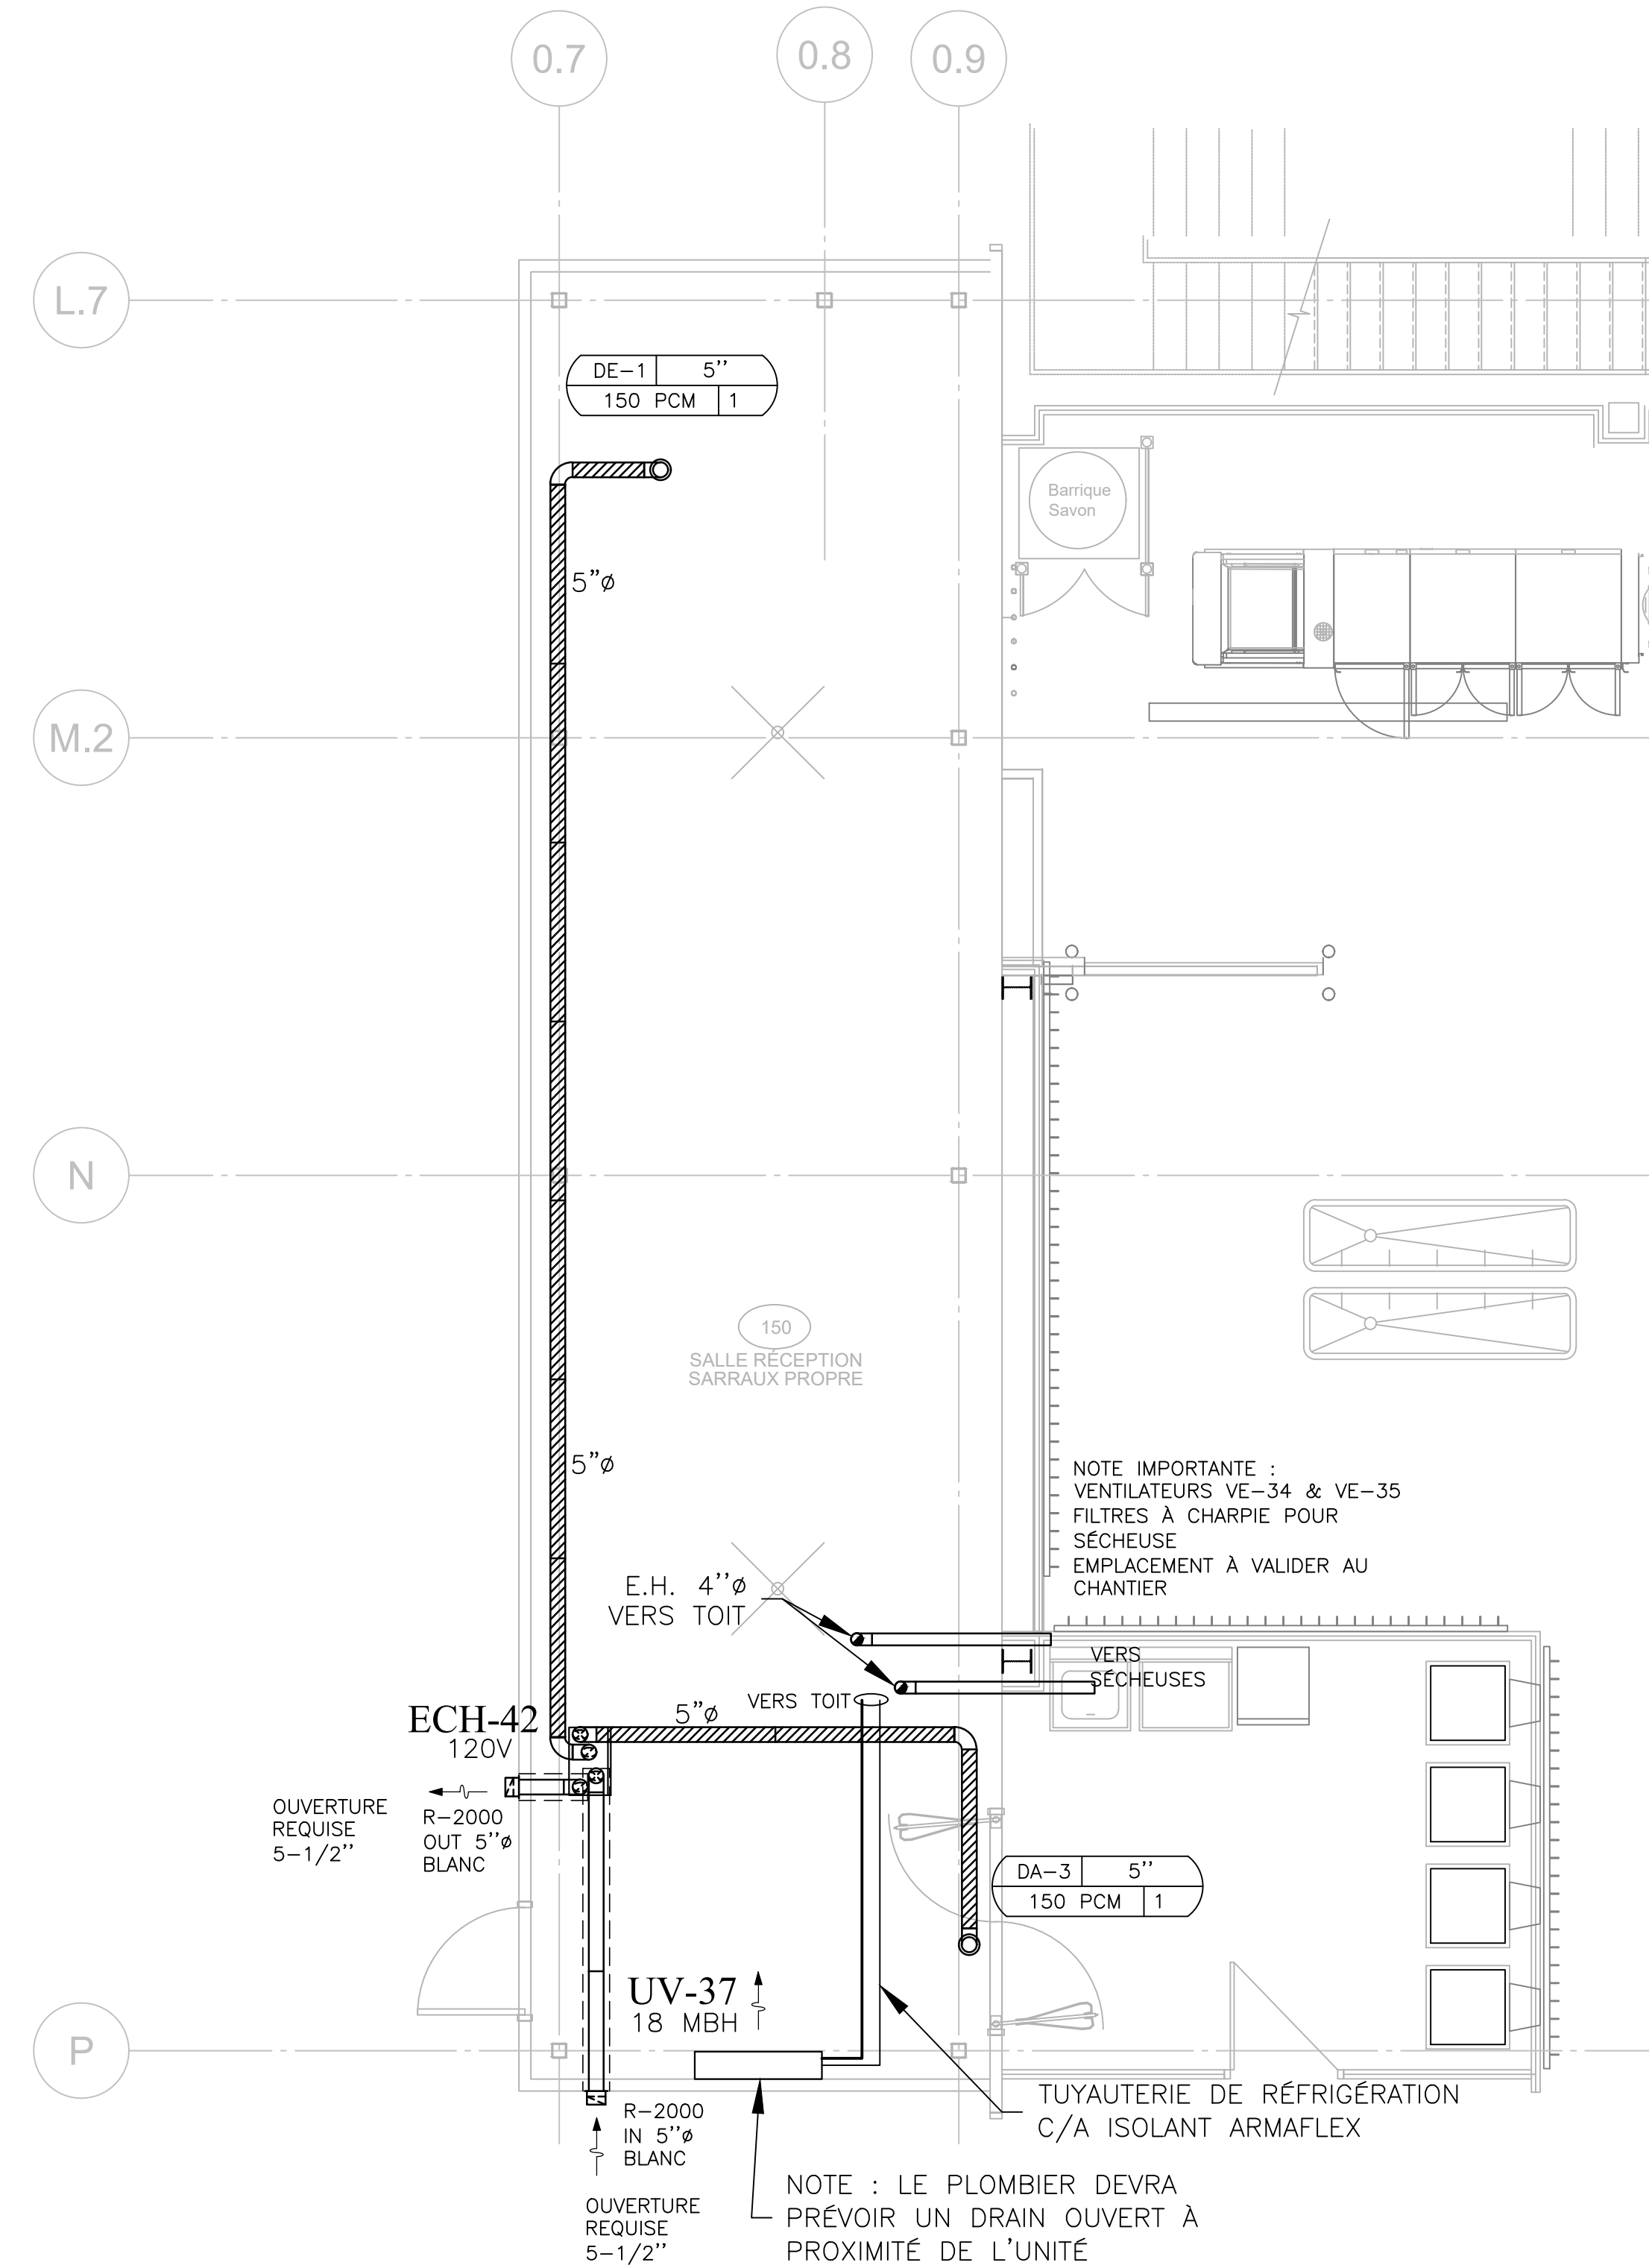 0.7
0.8
0.9
L.7
DE-1 5''
150 PCM 1
Barrique
Savon
5"ø
M.2
N
150
SALLE RÉCEPTION
SARRAUX PROPRE
5"ø
NOTE IMPORTANTE :
VENTILATEURS VE-34 & VE-35
FILTRES À CHARPIE POUR
SÉCHEUSE
EMPLACEMENT À VALIDER AU
CHANTIER
E.H. 4''ø
VERS TOIT
VERS
SÉCHEUSES
VERS TOIT
5"ø
ECH-42
120V
OUVERTURE
REQUISE
5-1/2''
R-2000
OUT 5''ø
BLANC
DA-3 5''
150 PCM 1
UV-37
18 MBH
P
TUYAUTERIE DE RÉFRIGÉRATION
C/A ISOLANT ARMAFLEX
R-2000
IN 5''ø
BLANC
OUVERTURE
REQUISE
5-1/2''
NOTE : LE PLOMBIER DEVRA
PRÉVOIR UN DRAIN OUVERT À
PROXIMITÉ DE L'UNITÉ